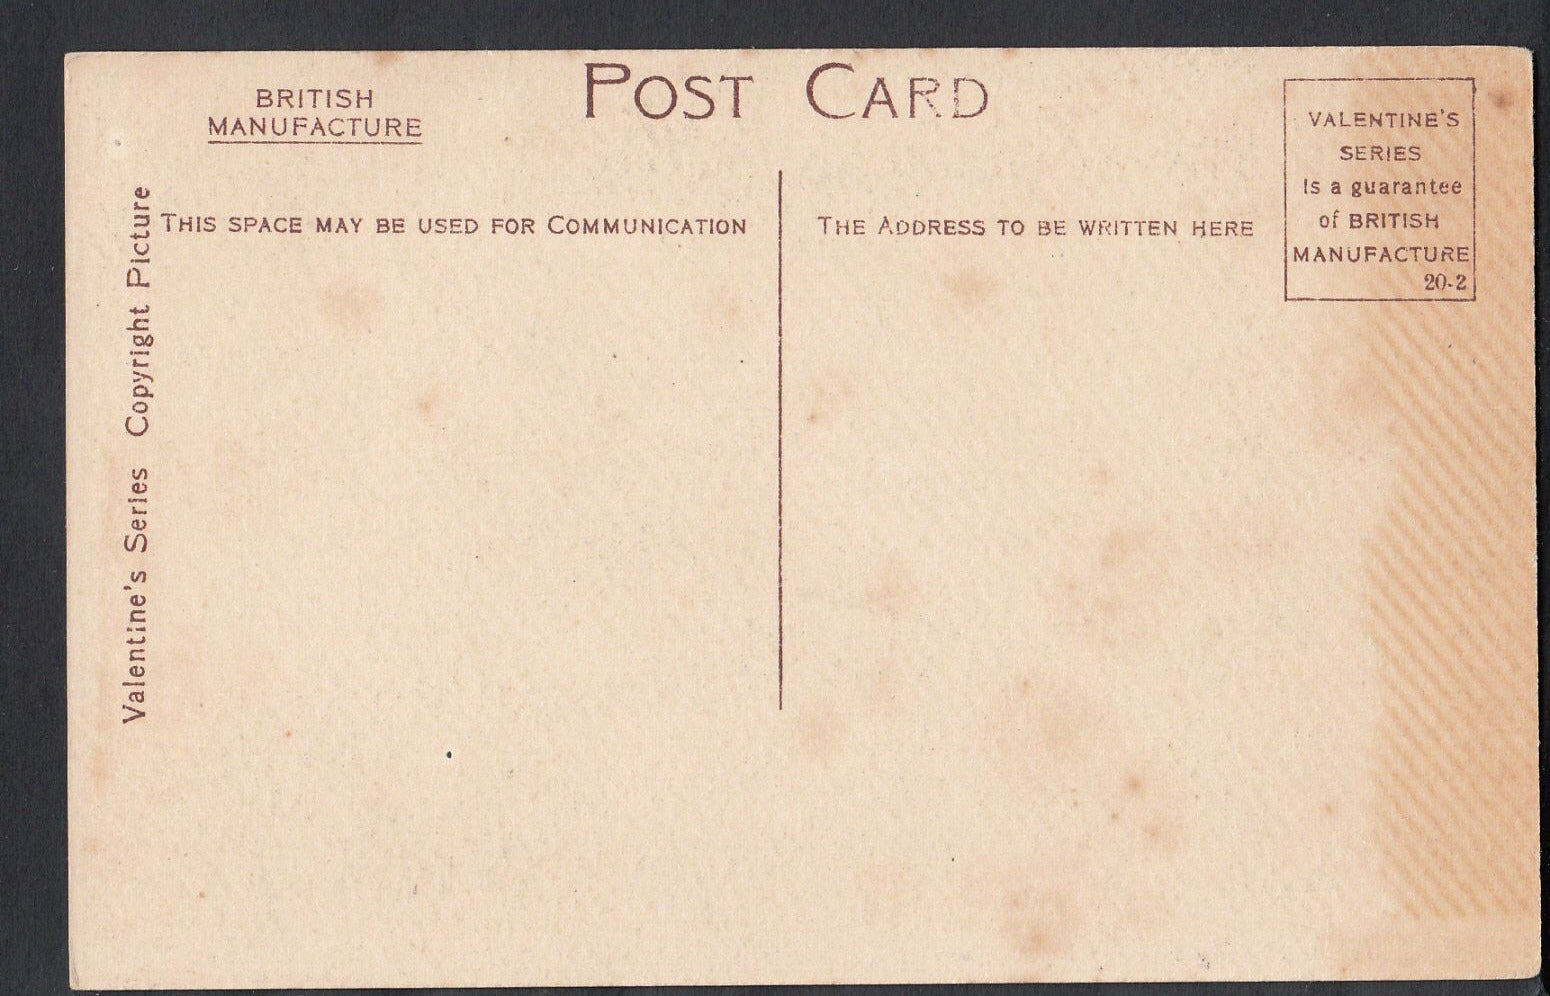 POST CARD
BRITISH
MANUFACTURE
VALENTINE'S
SERIES
Is a guarantee
of BRITISH
MANUFACTURE
20-2
THIS SPACE MAY BE USED FOR COMMUNICATION
THE ADDRESS TO BE WRITTEN HERE
Valentine's Series Copyright Picture